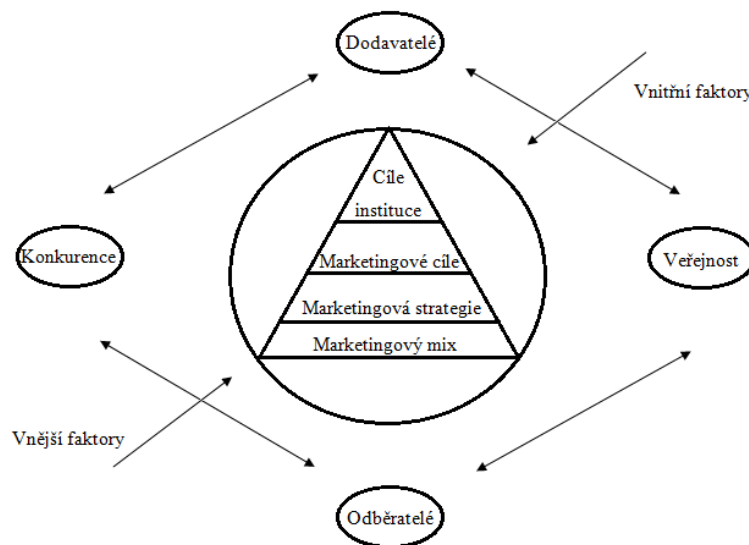 Dodavatelé
Vnitřní faktory
Cíle
instituce
Konkurence
Veřejnost
Marketingové cíle
Marketingová strategie
Marketingový mix
Vnější faktory
Odběratelé